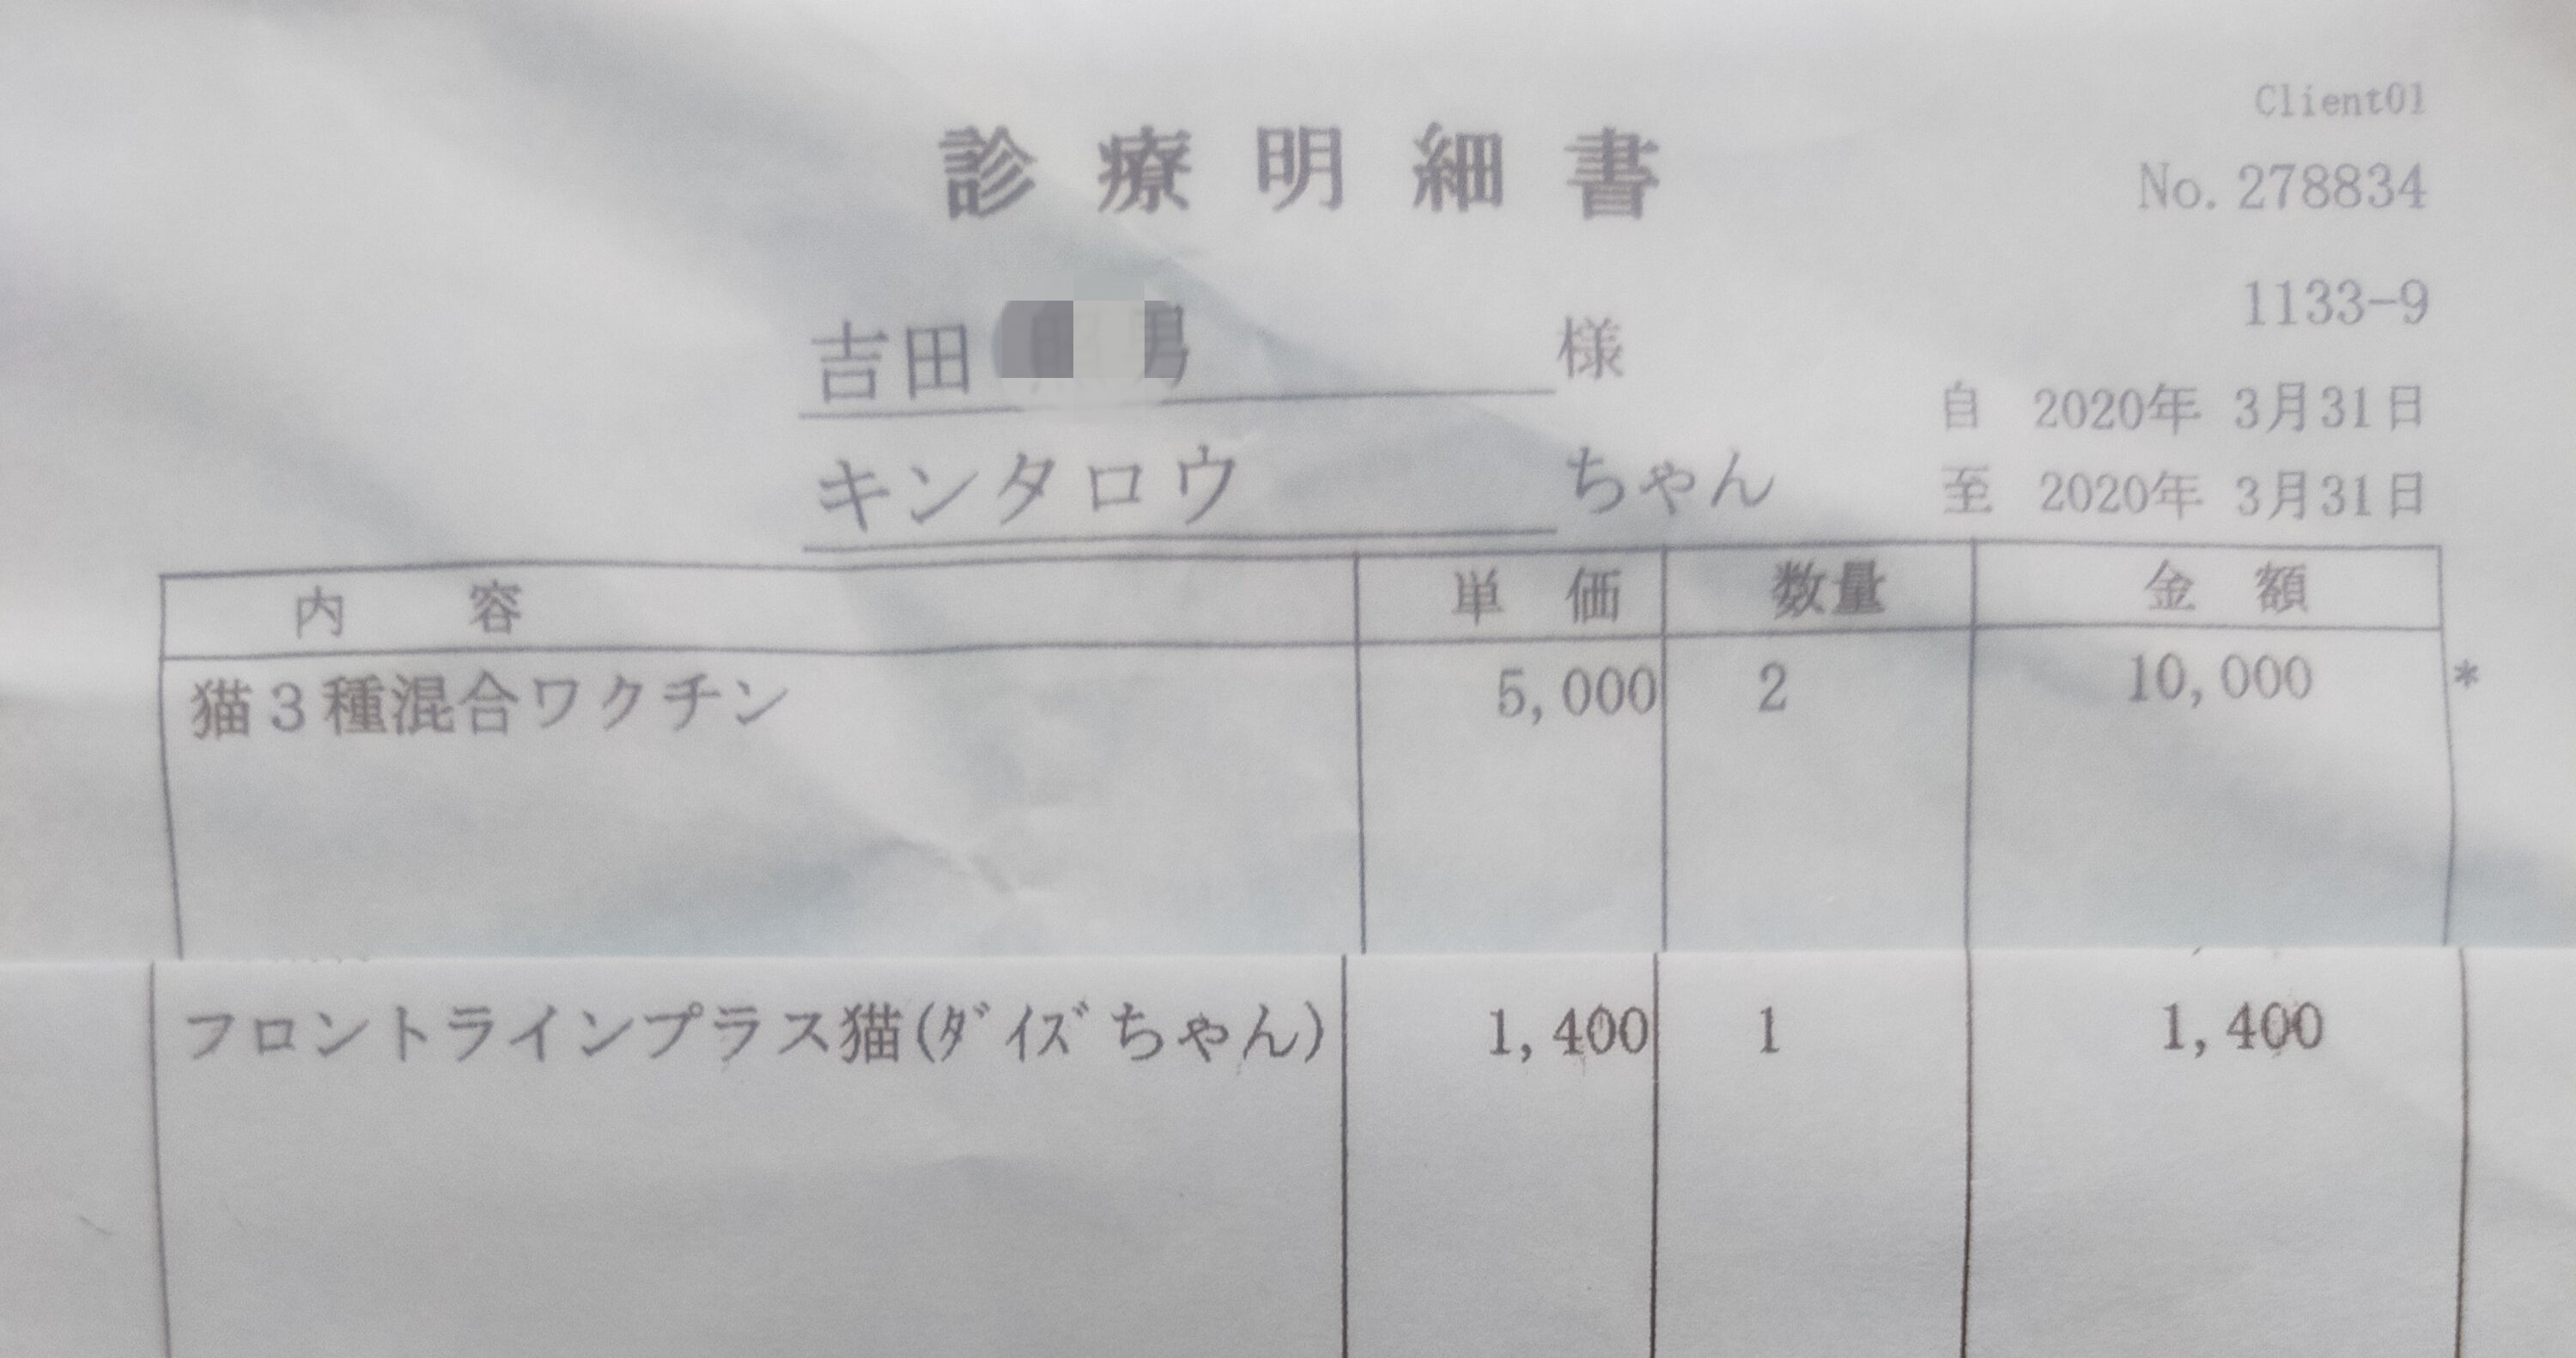 Client01
診療明細書
No. 278834
1133-9
吉田 様
自 2020年 3月31日
キンタロウ ちゃん
至 2020年 3月31日
内容 単価 数量 金額
猫3種混合ワクチン 5,000 2 10,000 *
フロントラインプラス猫(ﾀﾞｲｽﾞちゃん) 1,400 1 1,400